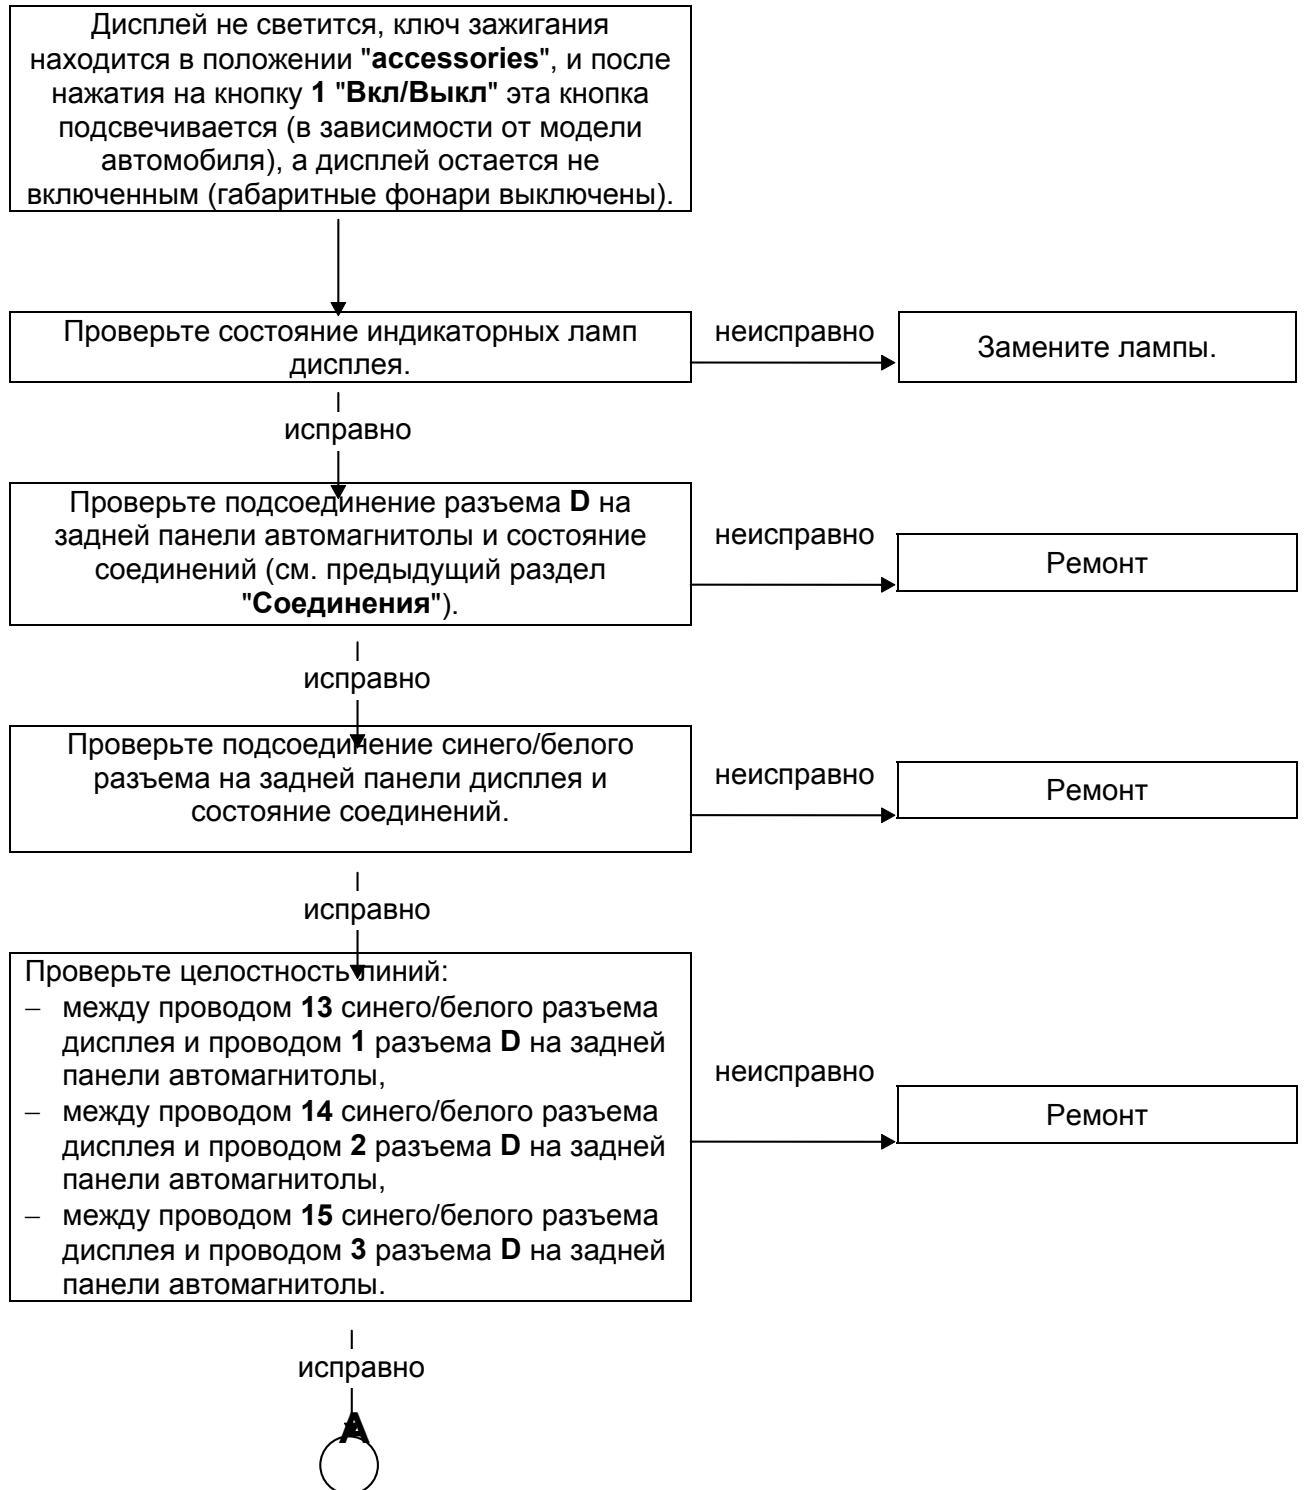 Дисплей не светится, ключ зажигания
находится в положении "accessories", и после
нажатия на кнопку 1 "Вкл/Выкл" эта кнопка
подсвечивается (в зависимости от модели
автомобиля), а дисплей остается не
включенным (габаритные фонари выключены).
Проверьте состояние индикаторных ламп
дисплея.
неисправно
Замените лампы.
исправно
Проверьте подсоединение разъема D на
задней панели автомагнитолы и состояние
соединений (см. предыдущий раздел
"Соединения").
неисправно
Ремонт
исправно
Проверьте подсоединение синего/белого
разъема на задней панели дисплея и
состояние соединений.
неисправно
Ремонт
исправно
Проверьте целостность линий:
– между проводом 13 синего/белого разъема
дисплея и проводом 1 разъема D на задней
панели автомагнитолы,
– между проводом 14 синего/белого разъема
дисплея и проводом 2 разъема D на задней
панели автомагнитолы,
– между проводом 15 синего/белого разъема
дисплея и проводом 3 разъема D на задней
панели автомагнитолы.
неисправно
Ремонт
исправно
A